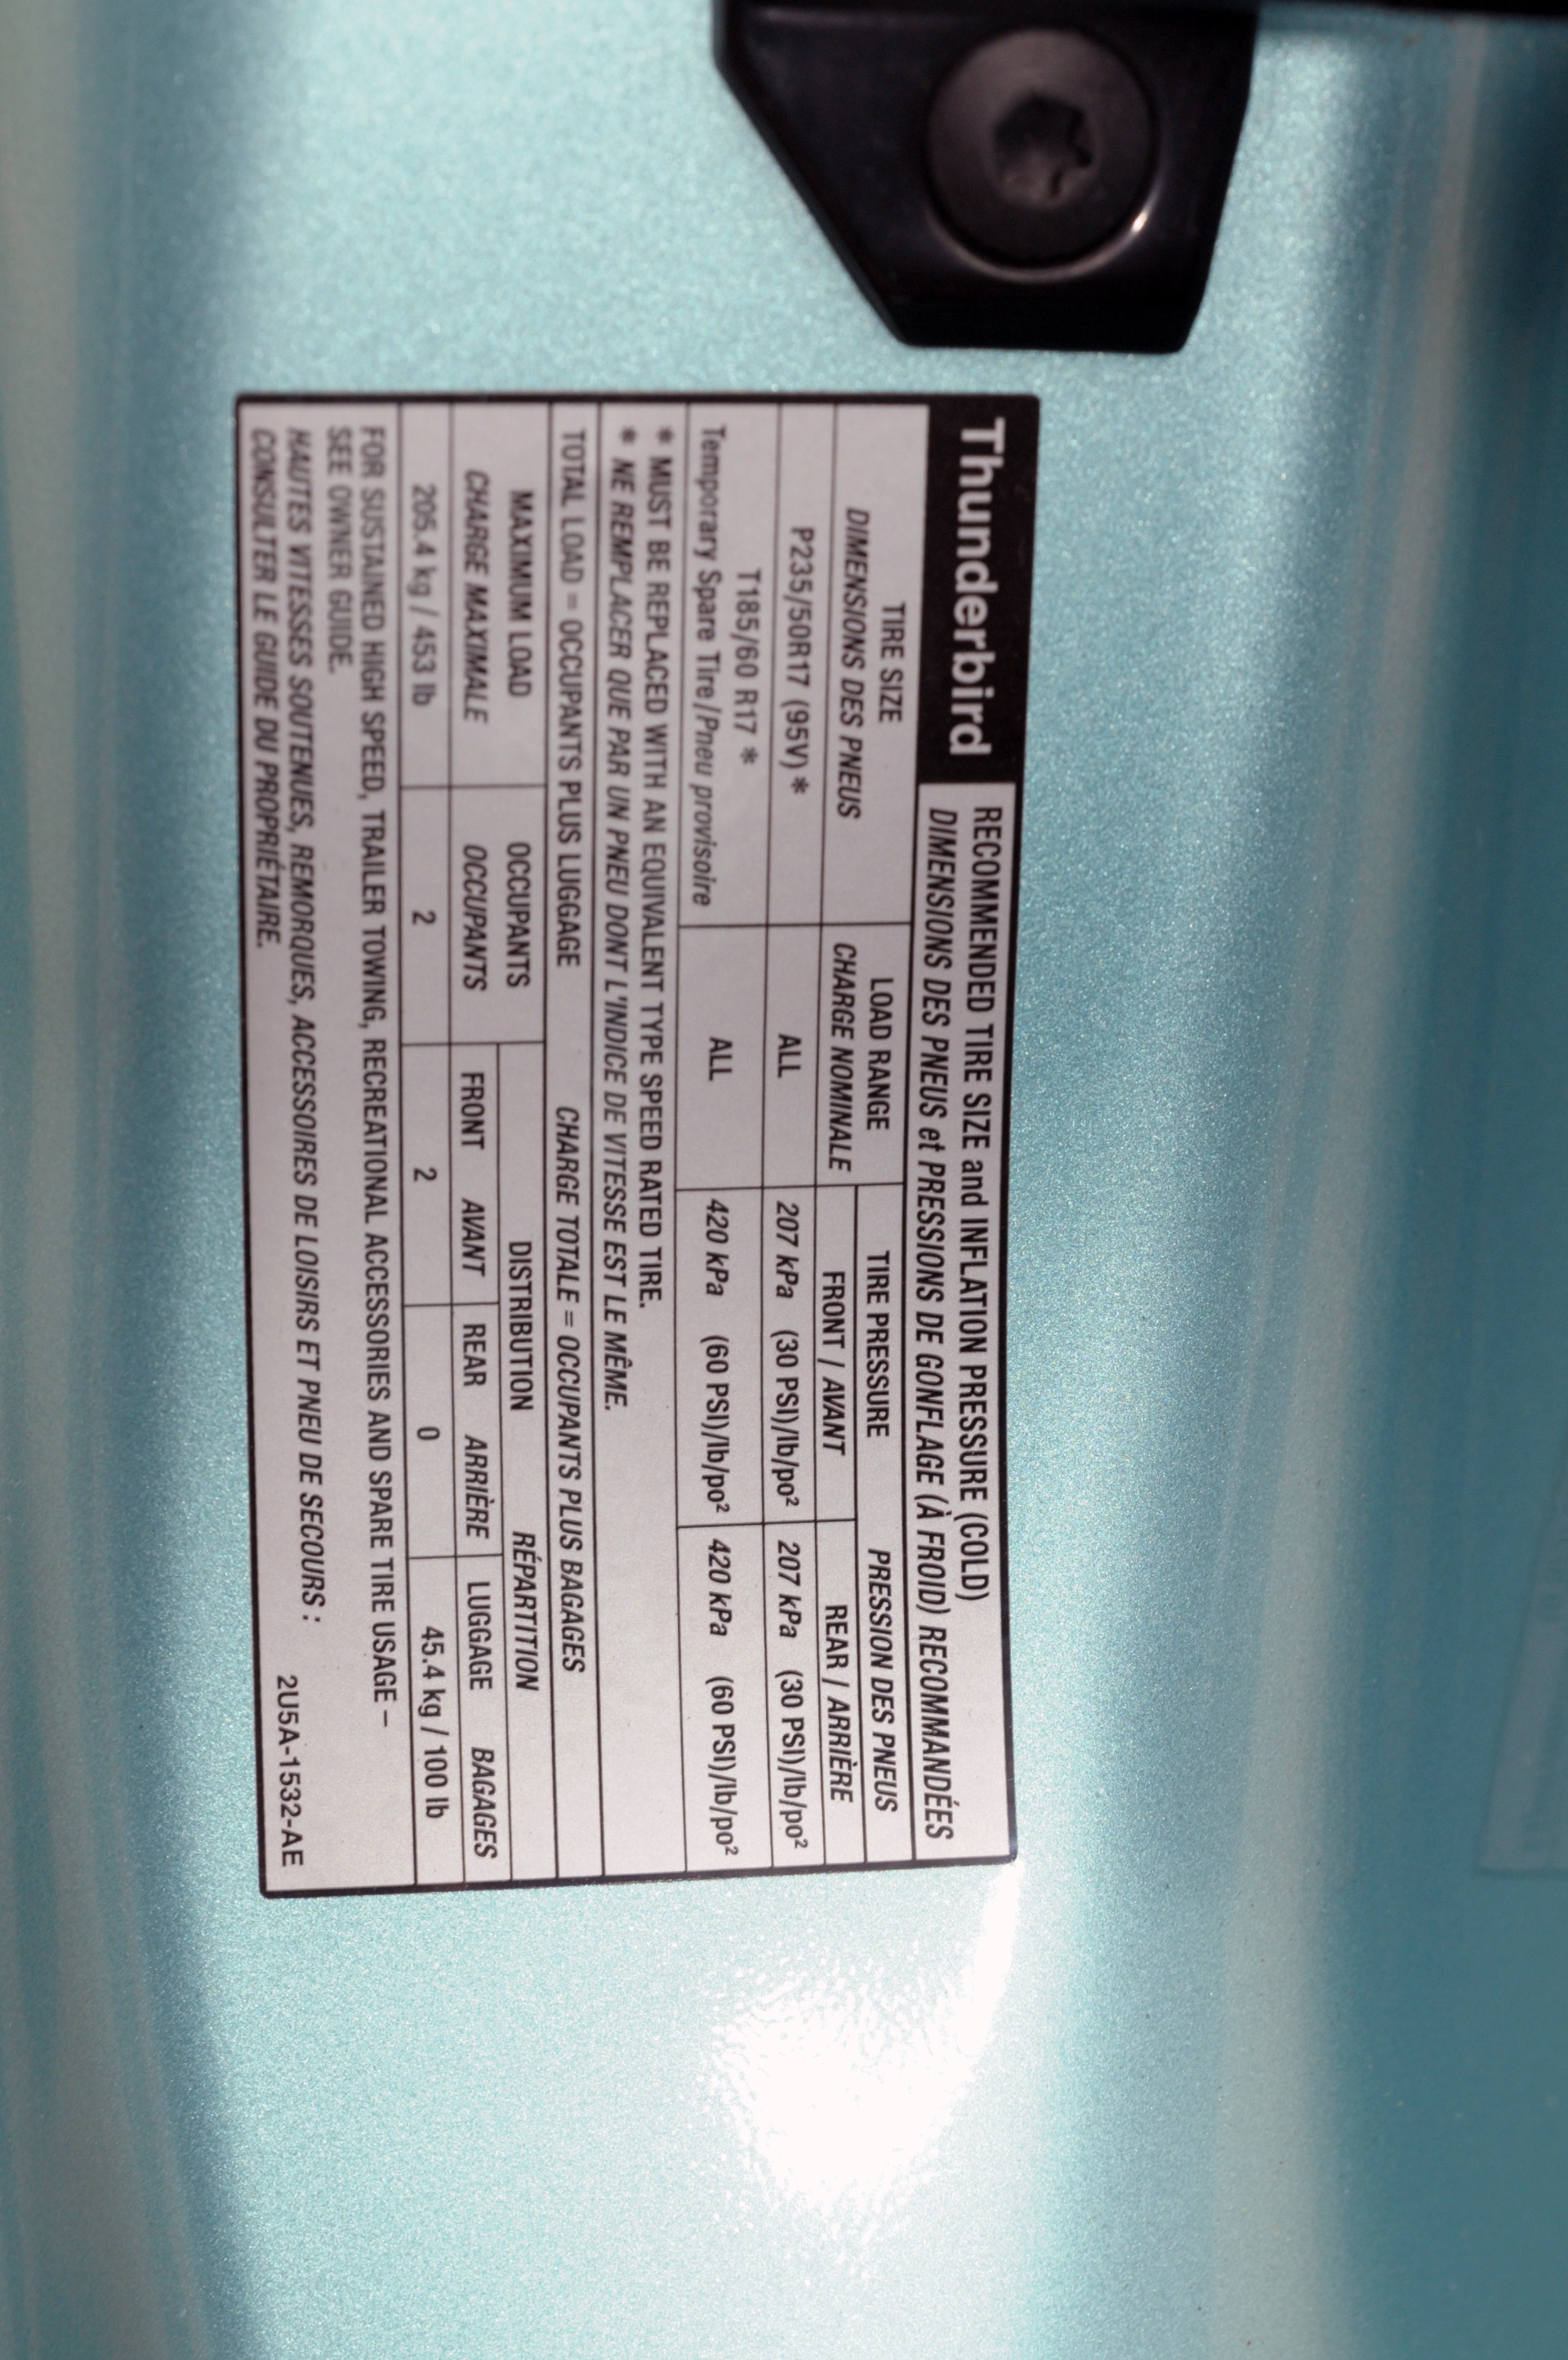 Thunderbird
RECOMMENDED TIRE SIZE and INFLATION PRESSURE (COLD)
DIMENSIONS DES PNEUS et PRESSIONS DE GONFLAGE (À FROID) RECOMMANDÉES
TIRE SIZE
DIMENSIONS DES PNEUS
LOAD RANGE
CHARGE NOMINALE
TIRE PRESSURE PRESSION DES PNEUS
FRONT / AVANT REAR / ARRIÈRE
P235/50R17 (95V)* ALL 207 kPa (30 PSI)/lb/po² 207 kPa (30 PSI)/lb/po²
T185/60 R17 *
Temporary Spare Tire/Pneu provisoire ALL 420 kPa (60 PSI)/lb/po² 420 kPa (60 PSI)/lb/po²
* MUST BE REPLACED WITH AN EQUIVALENT TYPE SPEED RATED TIRE.
* NE REMPLACER QUE PAR UN PNEU DONT L'INDICE DE VITESSE EST LE MÊME.
TOTAL LOAD = OCCUPANTS PLUS LUGGAGE CHARGE TOTALE = OCCUPANTS PLUS BAGAGES
MAXIMUM LOAD
CHARGE MAXIMALE
OCCUPANTS
OCCUPANTS
DISTRIBUTION RÉPARTITION
FRONT AVANT REAR ARRIÈRE LUGGAGE BAGAGES
205.4 kg / 453 lb 2 2 0 45.4 kg / 100 lb
FOR SUSTAINED HIGH SPEED, TRAILER TOWING, RECREATIONAL ACCESSORIES AND SPARE TIRE USAGE –
SEE OWNER GUIDE.
HAUTES VITESSES SOUTENUES, REMORQUES, ACCESSOIRES DE LOISIRS ET PNEU DE SECOURS :
CONSULTER LE GUIDE DU PROPRIÉTAIRE.
2U5A-1532-AE